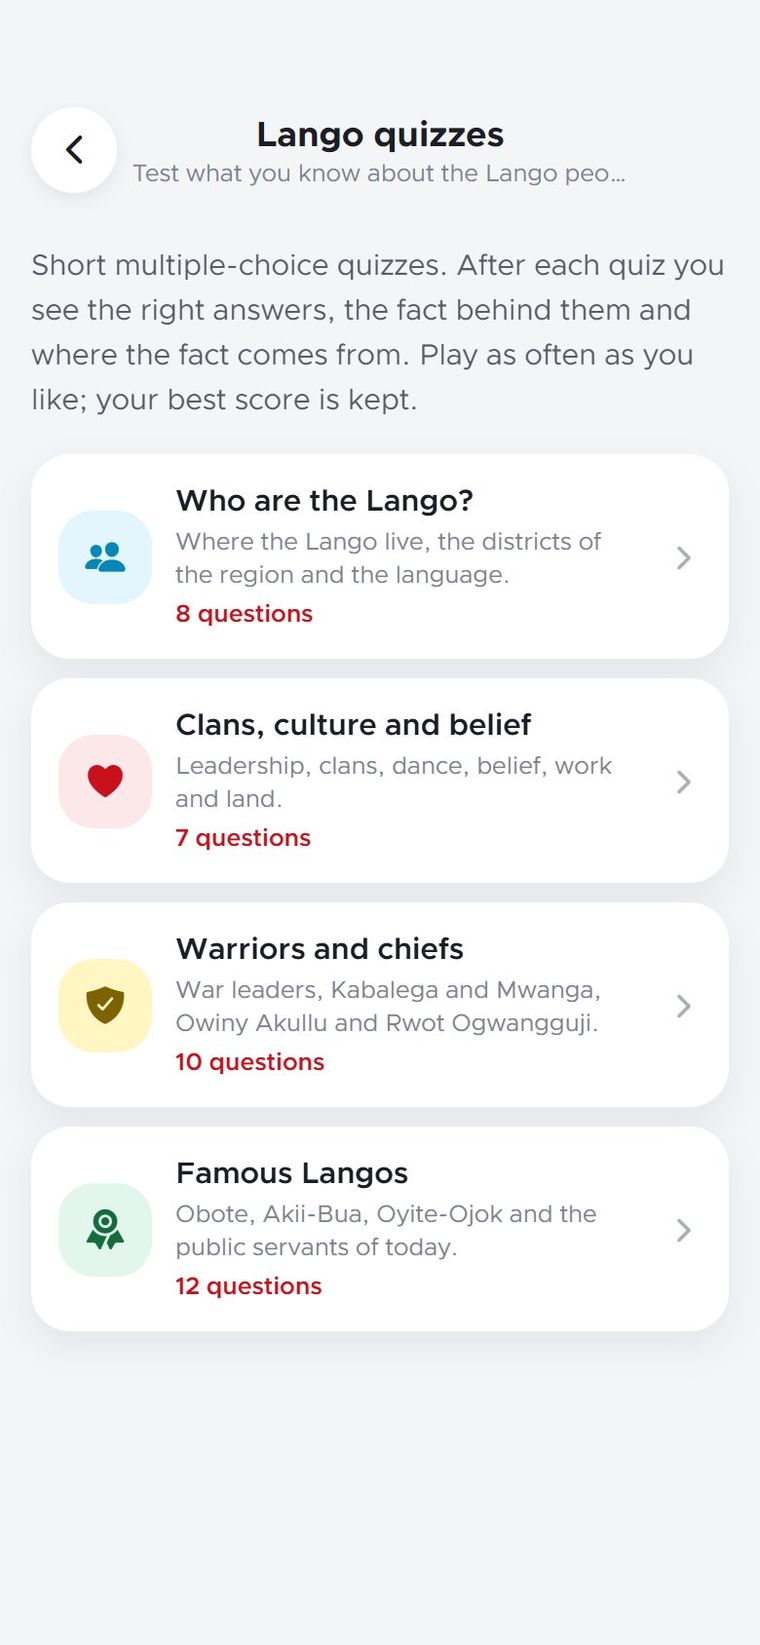 Lango quizzes
Test what you know about the Lango peo...
Short multiple-choice quizzes. After each quiz you
see the right answers, the fact behind them and
where the fact comes from. Play as often as you
like; your best score is kept.
Who are the Lango?
Where the Lango live, the districts of
the region and the language.
8 questions
Clans, culture and belief
Leadership, clans, dance, belief, work
and land.
7 questions
Warriors and chiefs
War leaders, Kabalega and Mwanga,
Owiny Akullu and Rwot Ogwangguji.
10 questions
Famous Langos
Obote, Akii-Bua, Oyite-Ojok and the
public servants of today.
12 questions